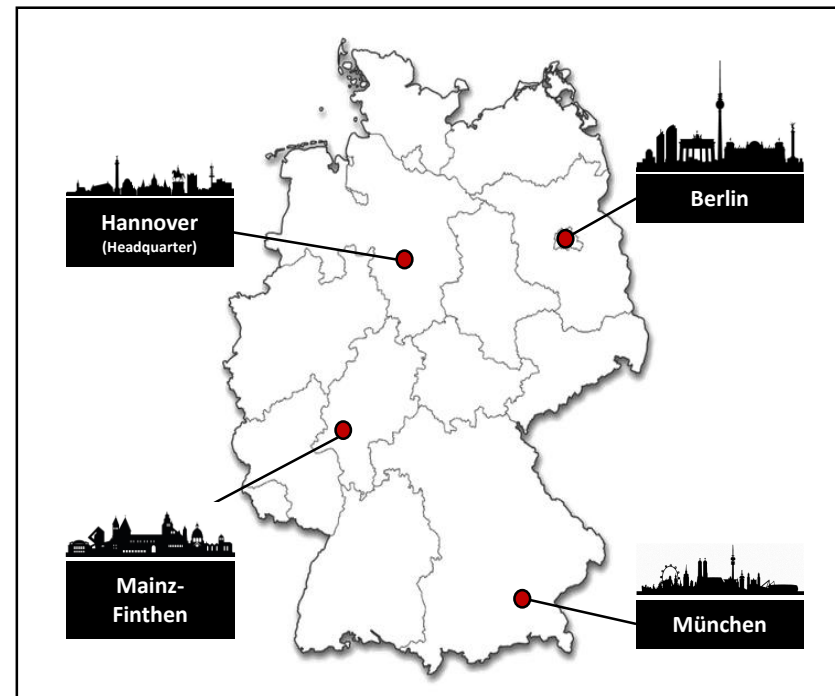 Hannover
(Headquarter)
Berlin
Mainz-
Finthen
München